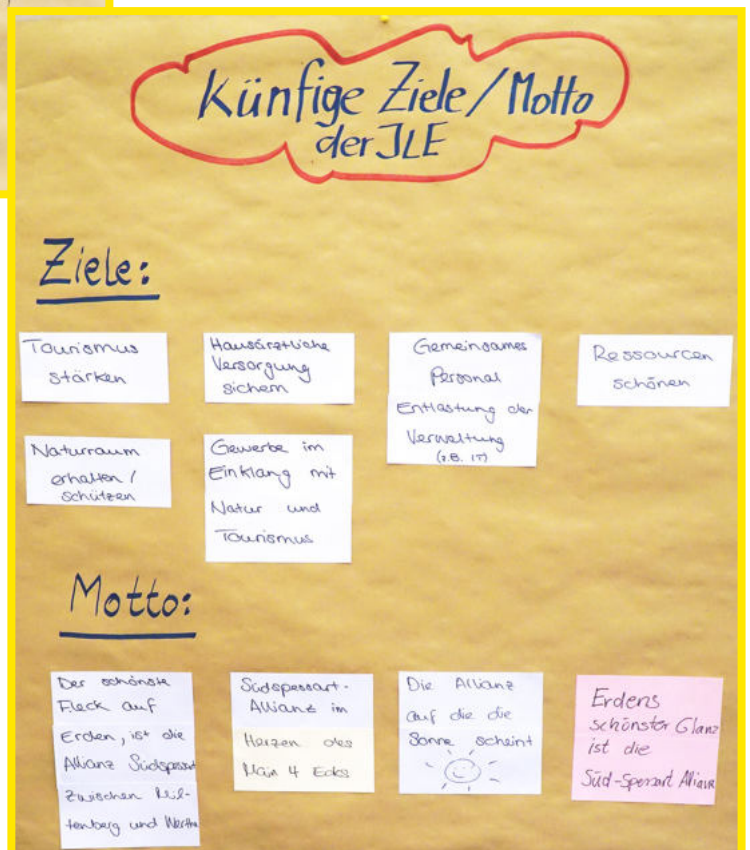 Künfige Ziele/Motto
der ILE
Ziele:
Tourismus
stärken
Hausärztliche
Versorgung
sichern
Gemeinsames
Personal
Entlastung der
Verwaltung
(z.B. IT)
Ressourcen
schönen
Naturraum
erhalten /
schützen
Gewerbe im
Einklang mit
Natur und
Tourismus
Motto:
Der schönste
Fleck auf
Erden, ist die
Allianz Südspessart
zwischen Mil-
tenberg und Werthe
Südspessart-
Allianz im
Herzen des
Main 4 Ecks
Die Allianz
auf die die
Sonne scheint
Erdens
schönster Glanz
ist die
Süd-Spessart Allianz